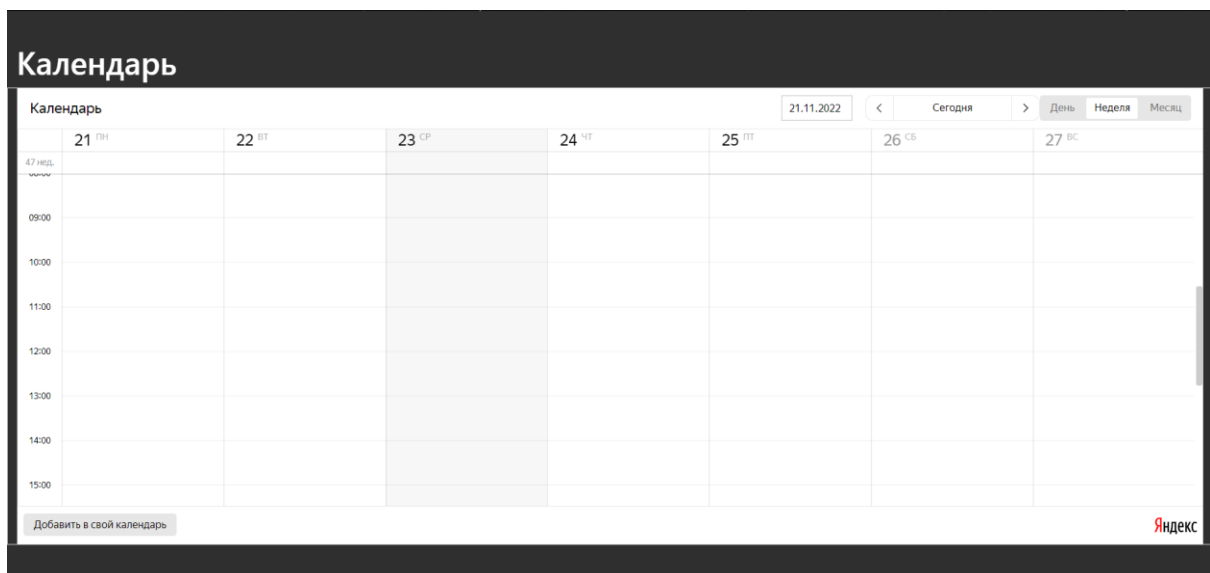 Календарь
Календарь 21.11.2022 < Сегодня > День Неделя Месяц
21 ПН 22 ВТ 23 СР 24 ЧТ 25 ПТ 26 СБ 27 ВС
47 нед.
09:00
10:00
11:00
12:00
13:00
14:00
15:00
Добавить в свой календарь Яндекс